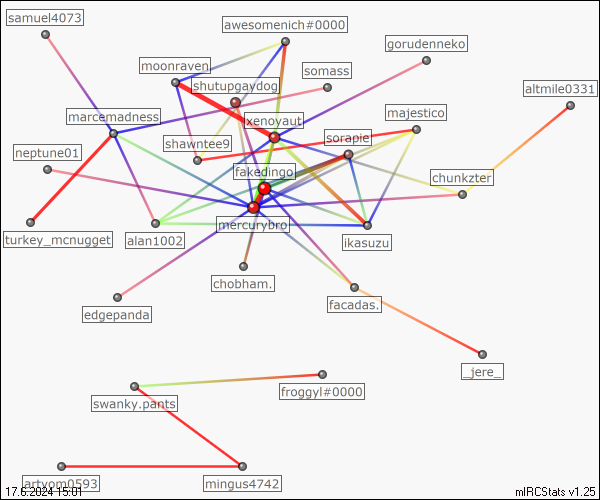 samuel4073
awesomenich#0000
gorudenneko
moonraven
somass
shutupgaydog
altmile0331
marcemadness
xenoyaut
majestico
sorapie
neptune01
shawntee9
fakedingo.
chunkzter
turkey_mcnugget
alan1002
mercurybro
ikasuzu
chobham.
edgepanda
facadas.
_jere_
froggyl#0000
swanky.pants
artyom0593
mingus4742
17.6.2024 15:01
mIRCStats v1.25